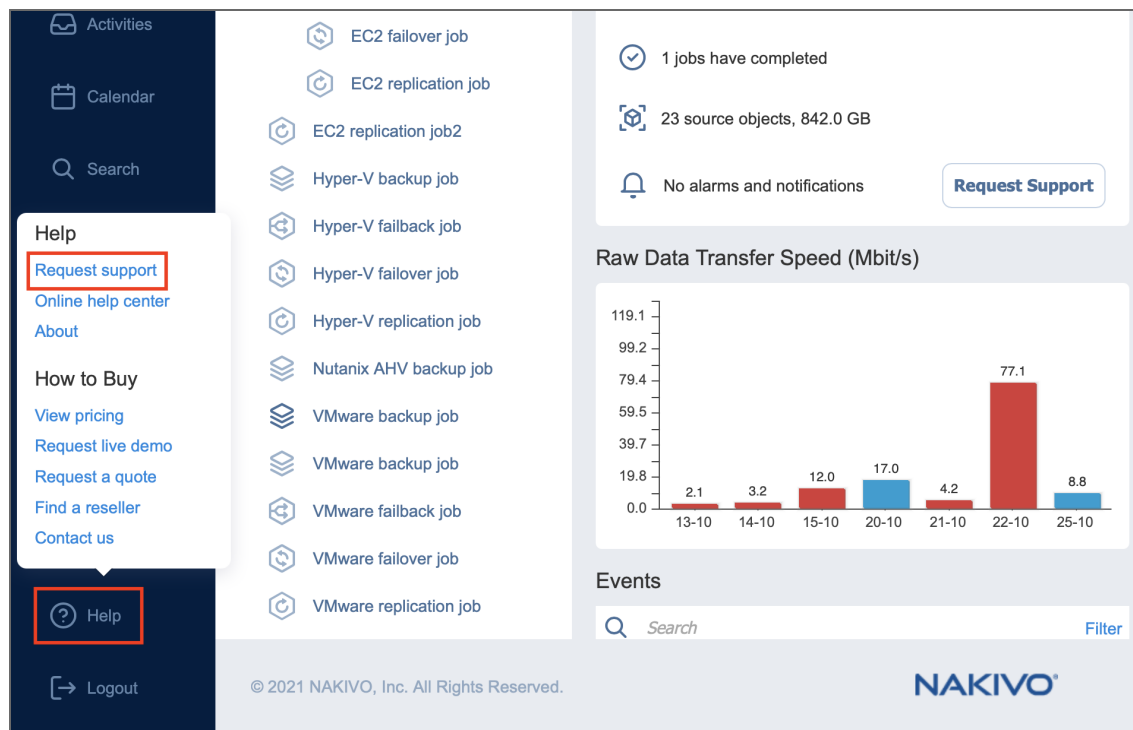 Activities
Calendar
Search
Help
Request support
Online help center
About
How to Buy
View pricing
Request live demo
Request a quote
Find a reseller
Contact us
Help
Logout
EC2 failover job
EC2 replication job
EC2 replication job2
Hyper-V backup job
Hyper-V failback job
Hyper-V failover job
Hyper-V replication job
Nutanix AHV backup job
VMware backup job
VMware backup job
VMware failback job
VMware failover job
VMware replication job
1 jobs have completed
23 source objects, 842.0 GB
No alarms and notifications
Request Support
Raw Data Transfer Speed (Mbit/s)
119.1
99.2
79.4
59.5
39.7
19.8
0.0
2.1
3.2
12.0
17.0
4.2
77.1
8.8
13-10 14-10 15-10 20-10 21-10 22-10 25-10
Events
Search
Filter
© 2021 NAKIVO, Inc. All Rights Reserved.
NAKIVO®